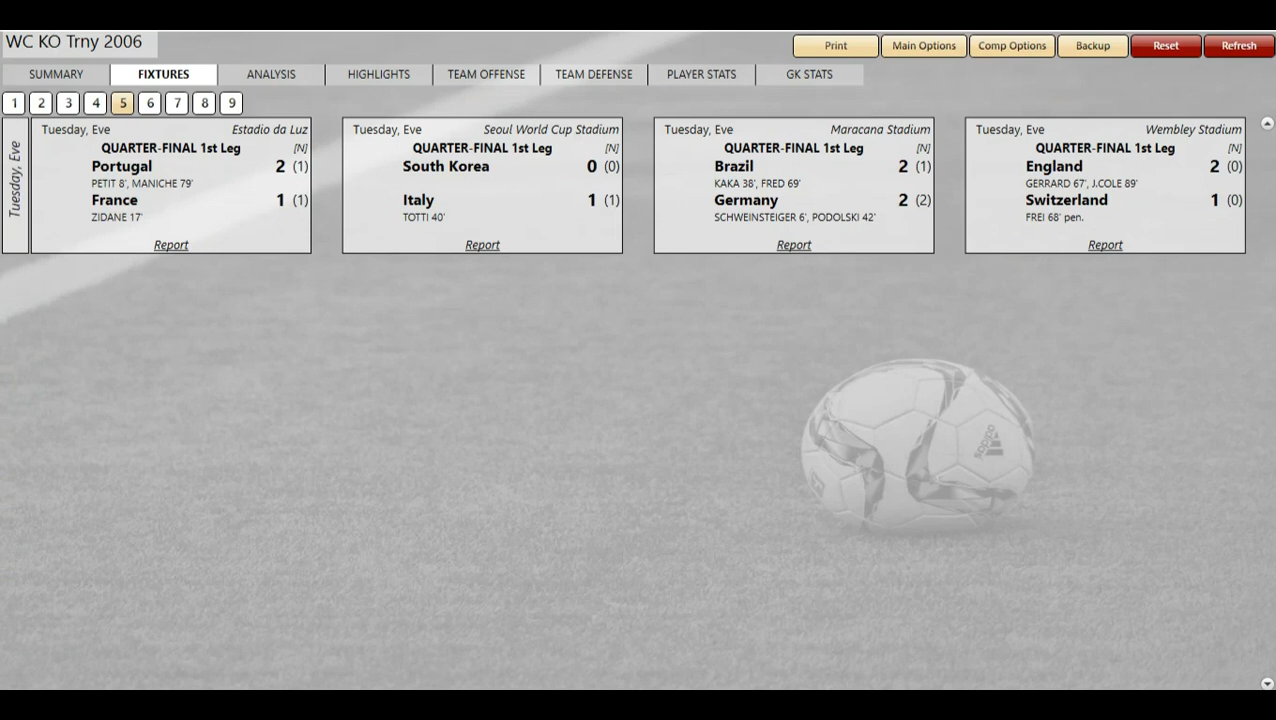 WC KO Trny 2006
Print Main Options Comp Options Backup Reset Refresh
SUMMARY FIXTURES ANALYSIS HIGHLIGHTS TEAM OFFENSE TEAM DEFENSE PLAYER STATS GK STATS
1 2 3 4 5 6 7 8 9
Tuesday, Eve
Tuesday, Eve Estadio da Luz
QUARTER-FINAL 1st Leg [N]
Portugal 2 (1)
PETIT 8', MANICHE 79'
France 1 (1)
ZIDANE 17'
Report
Tuesday, Eve Seoul World Cup Stadium
QUARTER-FINAL 1st Leg [N]
South Korea 0 (0)
Italy 1 (1)
TOTTI 40'
Report
Tuesday, Eve Maracana Stadium
QUARTER-FINAL 1st Leg [N]
Brazil 2 (1)
KAKA 38', FRED 69'
Germany 2 (2)
SCHWEINSTEIGER 6', PODOLSKI 42'
Report
Tuesday, Eve Wembley Stadium
QUARTER-FINAL 1st Leg [N]
England 2 (0)
GERRARD 67', J.COLE 89'
Switzerland 1 (0)
FREI 68' pen.
Report
adidas